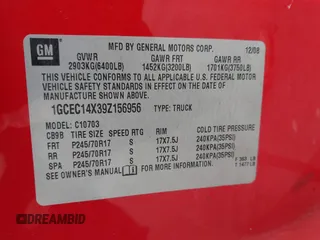 GM
MFD BY GENERAL MOTORS CORP. 12/08
GVWR GAWR FRT GAWR RR
2903KG(6400LB) 1452KG(3200LB) 1701KG(3750LB)
THIS VEHICLE CONFORMS TO ALL APPLICABLE U.S. FEDERAL MOTOR
VEHICLE SAFETY AND THEFT PREVENTION STANDARDS IN EFFECT ON
THE DATE OF MANUFACTURE SHOWN ABOVE.
1GCEC14X39Z156956 TYPE: TRUCK
MODEL: C10703
CB9B TIRE SIZE SPEED RTG RIM COLD TIRE PRESSURE
FRT P245/70R17 S 17X7.5J 240KPA(35PSI)
RR P245/70R17 S 17X7.5J 240KPA(35PSI)
SPA P245/70R17 S 17X7.5J 240KPA(35PSI)
SEE OWNER'S MANUAL FOR MORE INFORMATION.
DREAMBID